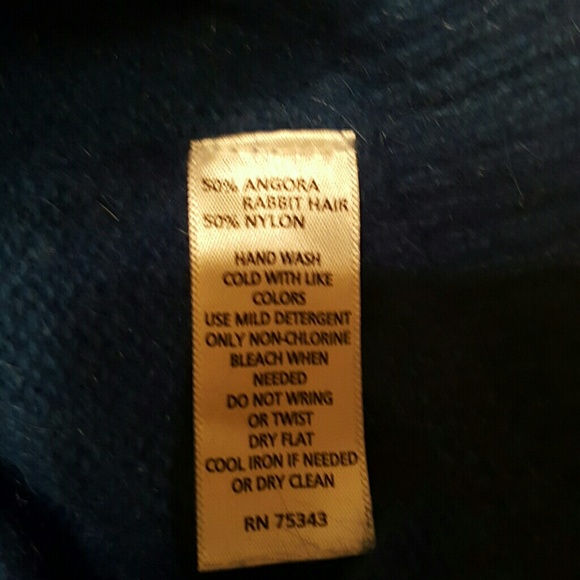 50% ANGORA
RABBIT HAIR
50% NYLON
HAND WASH
COLD WITH LIKE
COLORS
USE MILD DETERGENT
ONLY NON-CHLORINE
BLEACH WHEN
NEEDED
DO NOT WRING
OR TWIST
DRY FLAT
COOL IRON IF NEEDED
OR DRY CLEAN
RN 75343